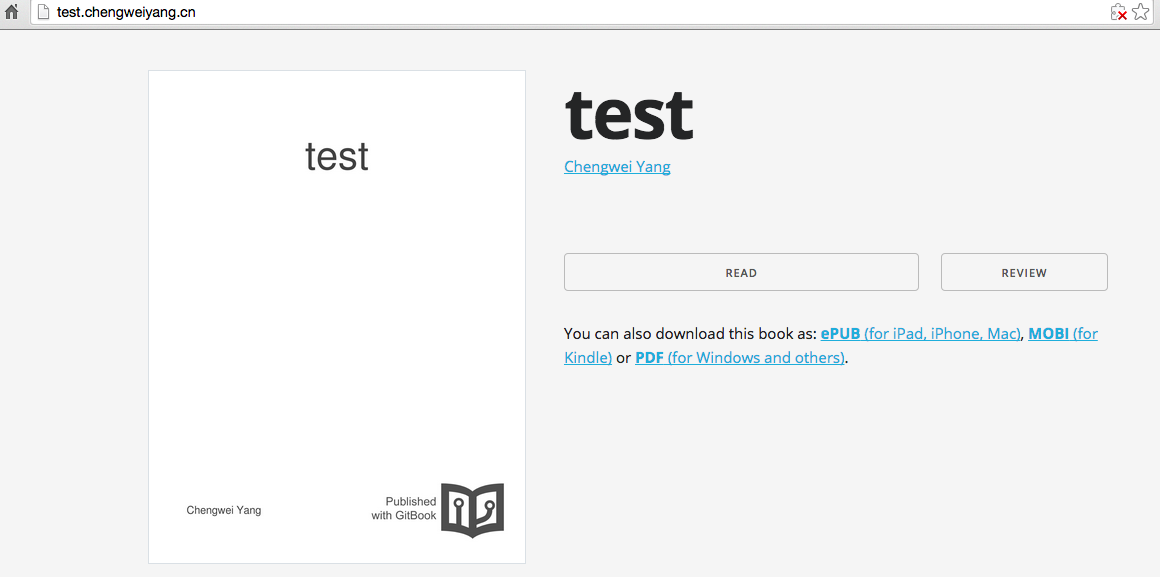 test.chengweiyang.cn
test
Chengwei Yang
Published
with GitBook
test
Chengwei Yang
READ
REVIEW
You can also download this book as: ePUB (for iPad, iPhone, Mac), MOBI (for
Kindle) or PDF (for Windows and others).